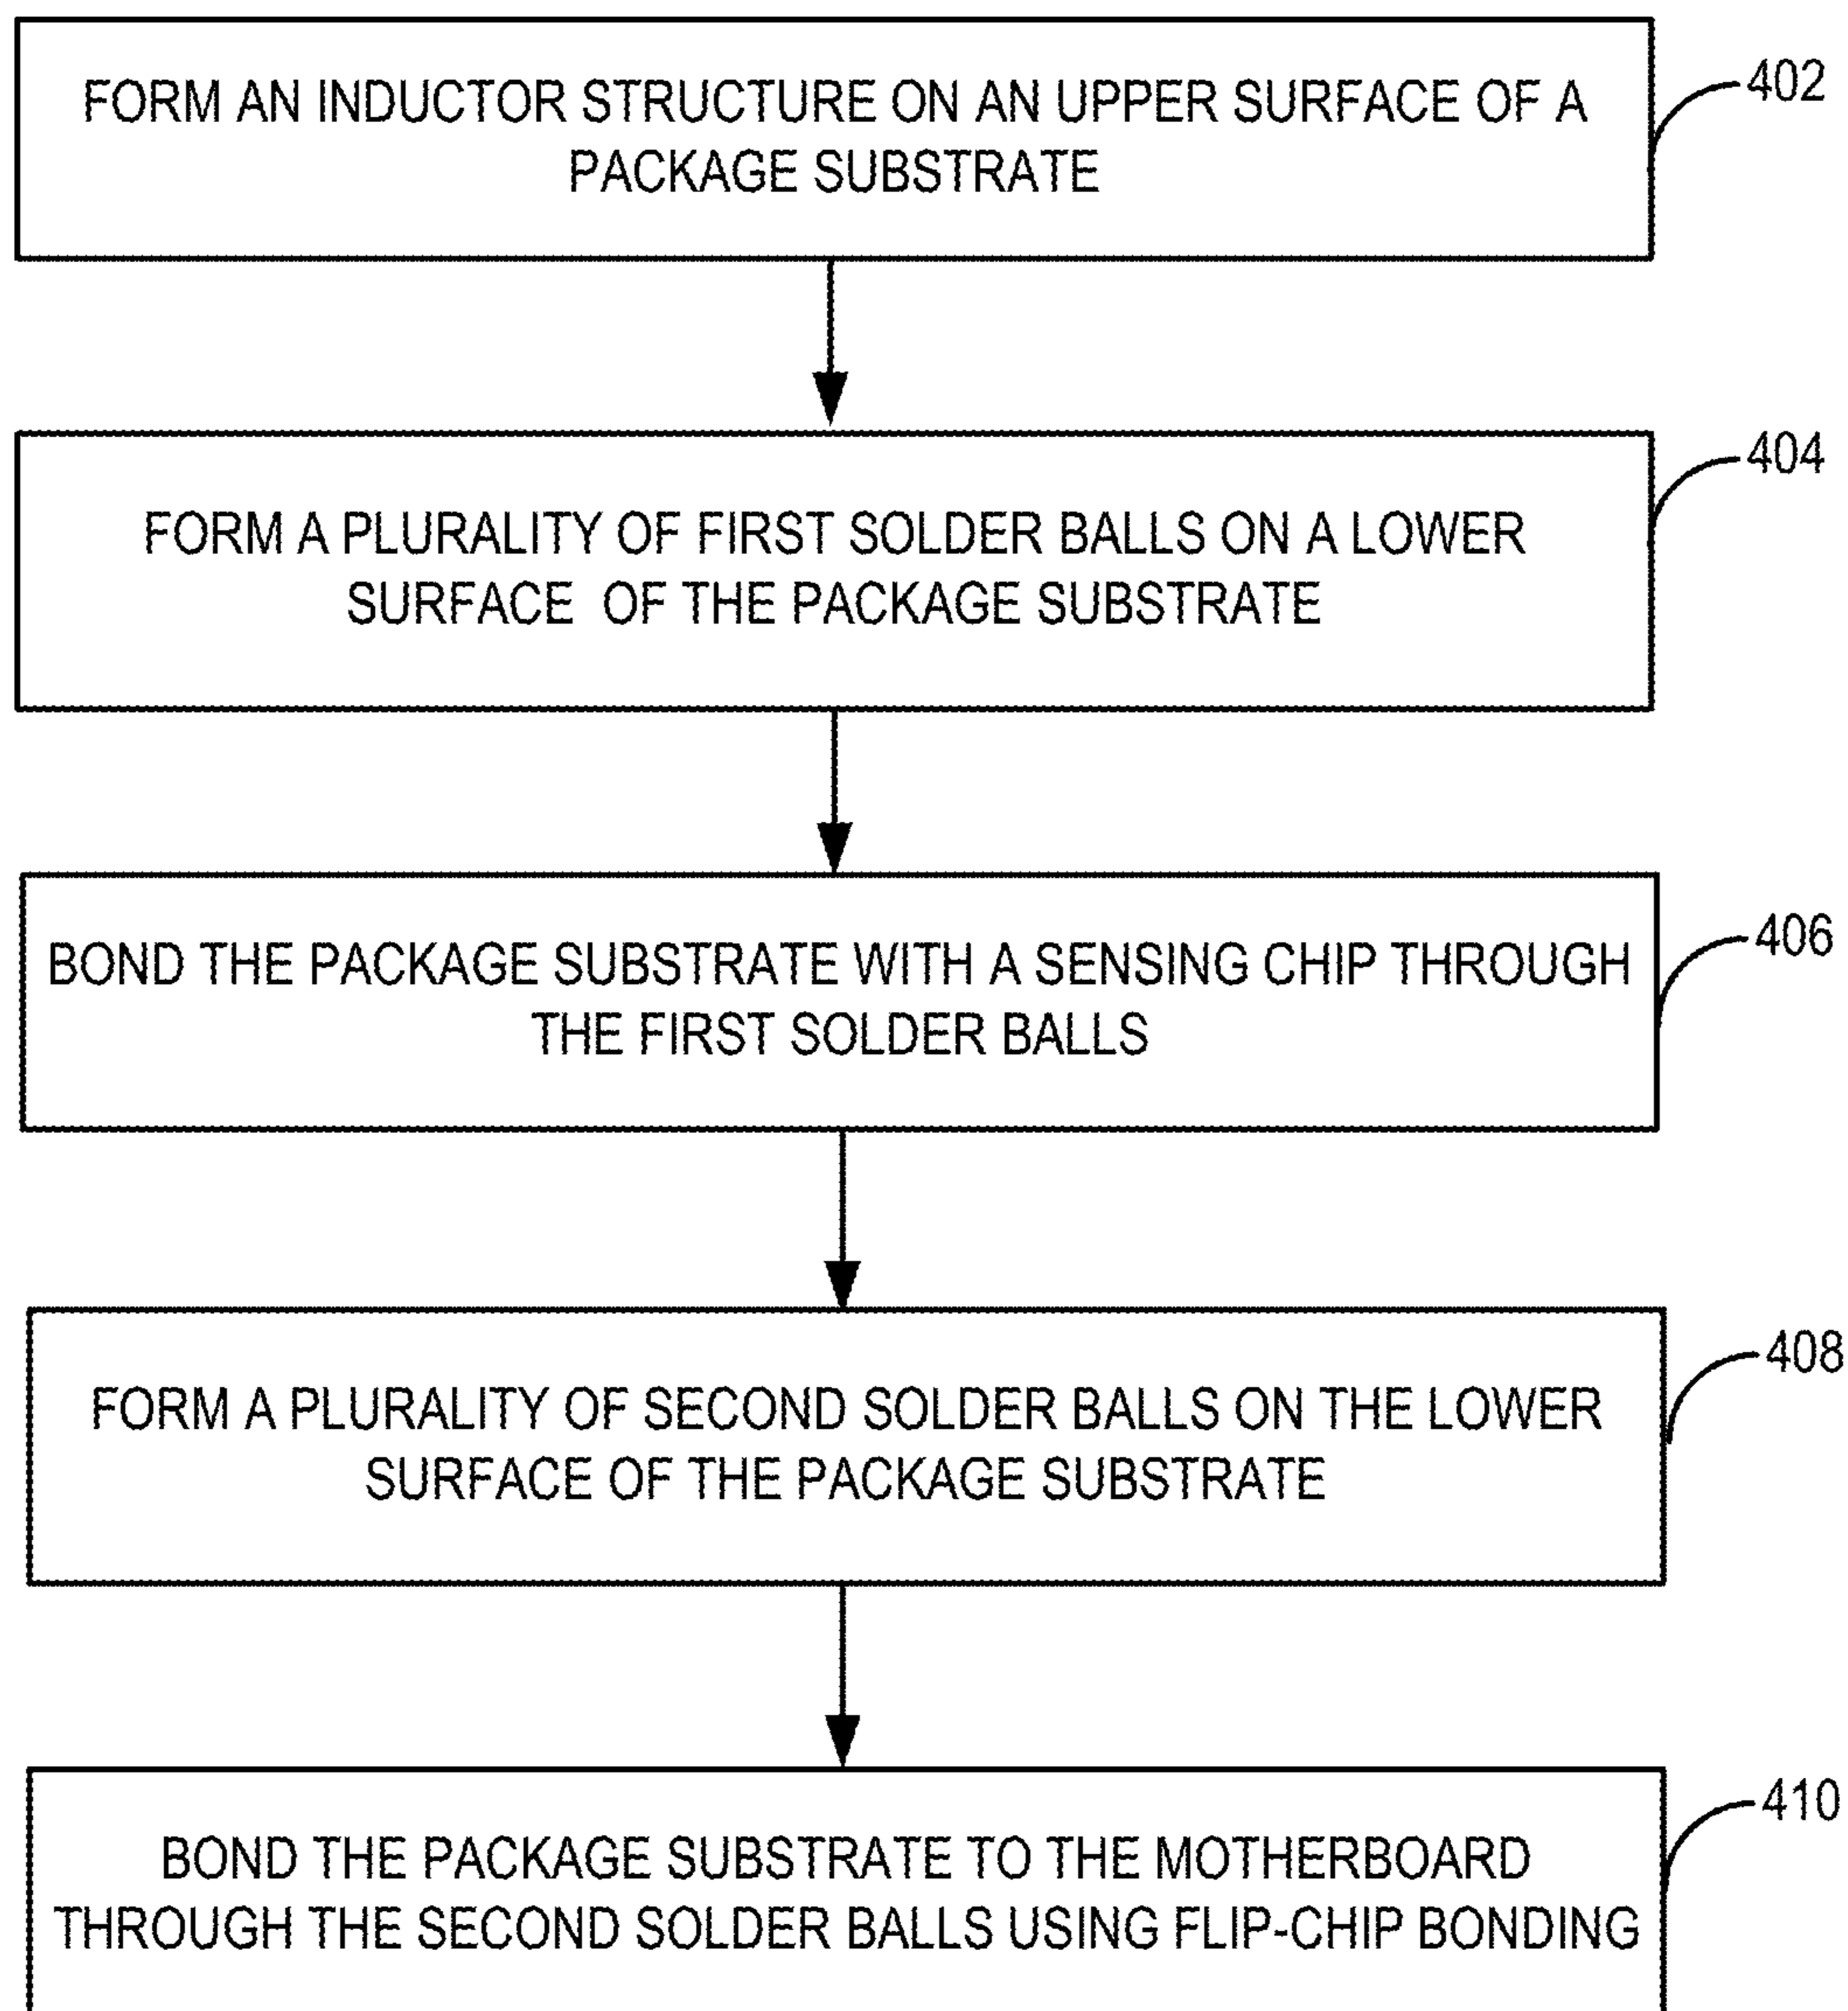 FORM AN INDUCTOR STRUCTURE ON AN UPPER SURFACE OF A
PACKAGE SUBSTRATE
402
FORM A PLURALITY OF FIRST SOLDER BALLS ON A LOWER
SURFACE OF THE PACKAGE SUBSTRATE
404
BOND THE PACKAGE SUBSTRATE WITH A SENSING CHIP THROUGH
THE FIRST SOLDER BALLS
406
FORM A PLURALITY OF SECOND SOLDER BALLS ON THE LOWER
SURFACE OF THE PACKAGE SUBSTRATE
408
BOND THE PACKAGE SUBSTRATE TO THE MOTHERBOARD
THROUGH THE SECOND SOLDER BALLS USING FLIP-CHIP BONDING
410